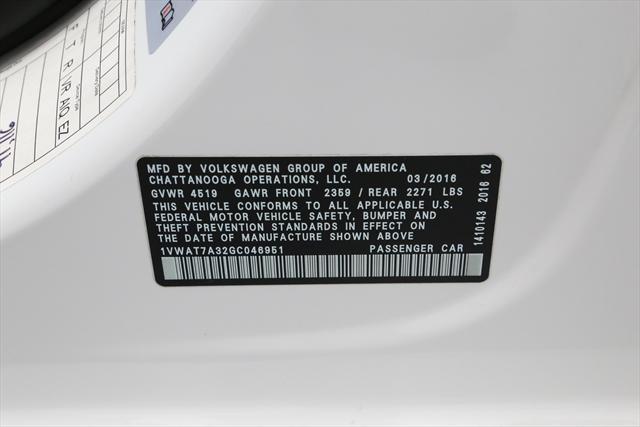 MFD BY VOLKSWAGEN GROUP OF AMERICA
CHATTANOOGA OPERATIONS, LLC. 03/2016
GVWR 4519 GAWR FRONT 2359 / REAR 2271 LBS
THIS VEHICLE CONFORMS TO ALL APPLICABLE U.S.
FEDERAL MOTOR VEHICLE SAFETY, BUMPER AND
THEFT PREVENTION STANDARDS IN EFFECT ON
THE DATE OF MANUFACTURE SHOWN ABOVE
1VWAT7A32GC046951 PASSENGER CAR
1410143 2016 62